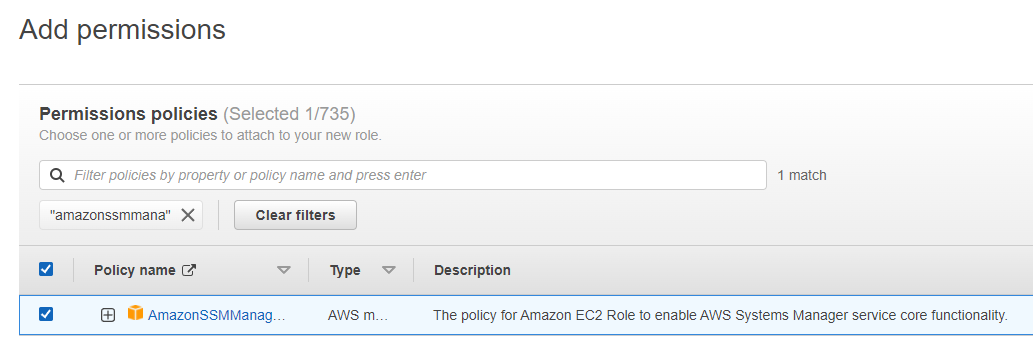 Add permissions
Permissions policies (Selected 1/735)
Choose one or more policies to attach to your new role.
Filter policies by property or policy name and press enter
1 match
"amazonssmmana"
Clear filters
Policy name Type Description
AmazonSSMManag... AWS m... The policy for Amazon EC2 Role to enable AWS Systems Manager service core functionality.